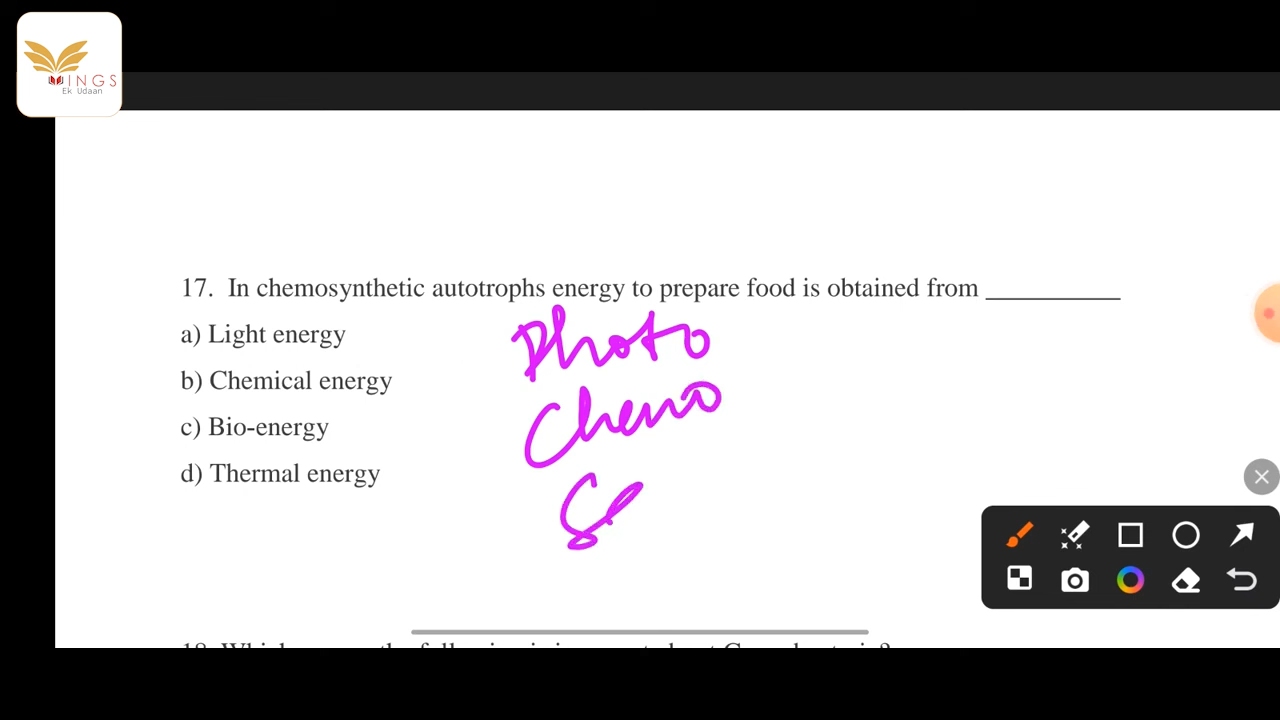 WINGS
Ek Udaan
17. In chemosynthetic autotrophs energy to prepare food is obtained from __________
a) Light energy
Photo
b) Chemical energy
Chemo
c) Bio-energy
d) Thermal energy